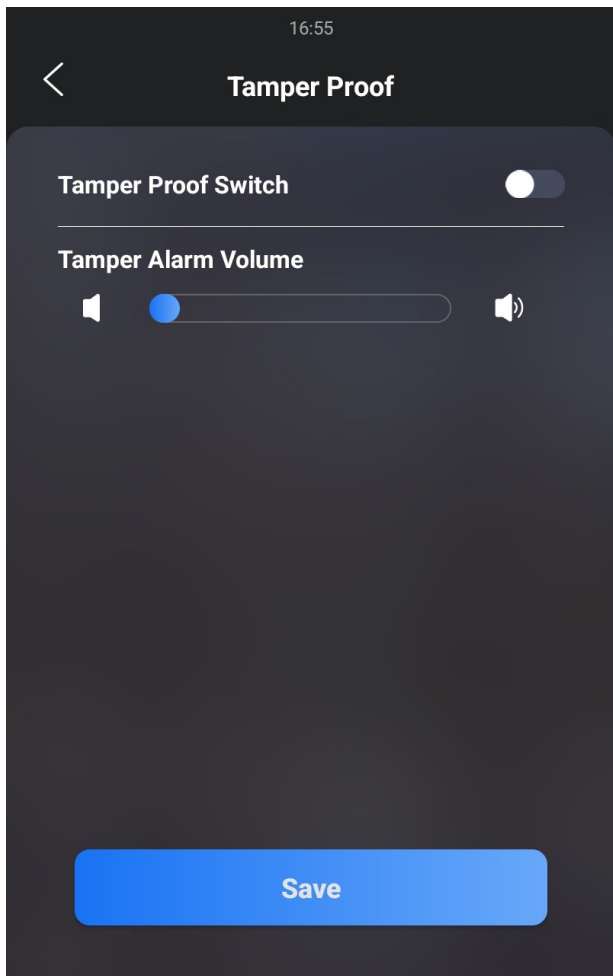 16:55
Tamper Proof
Tamper Proof Switch
Tamper Alarm Volume
Save